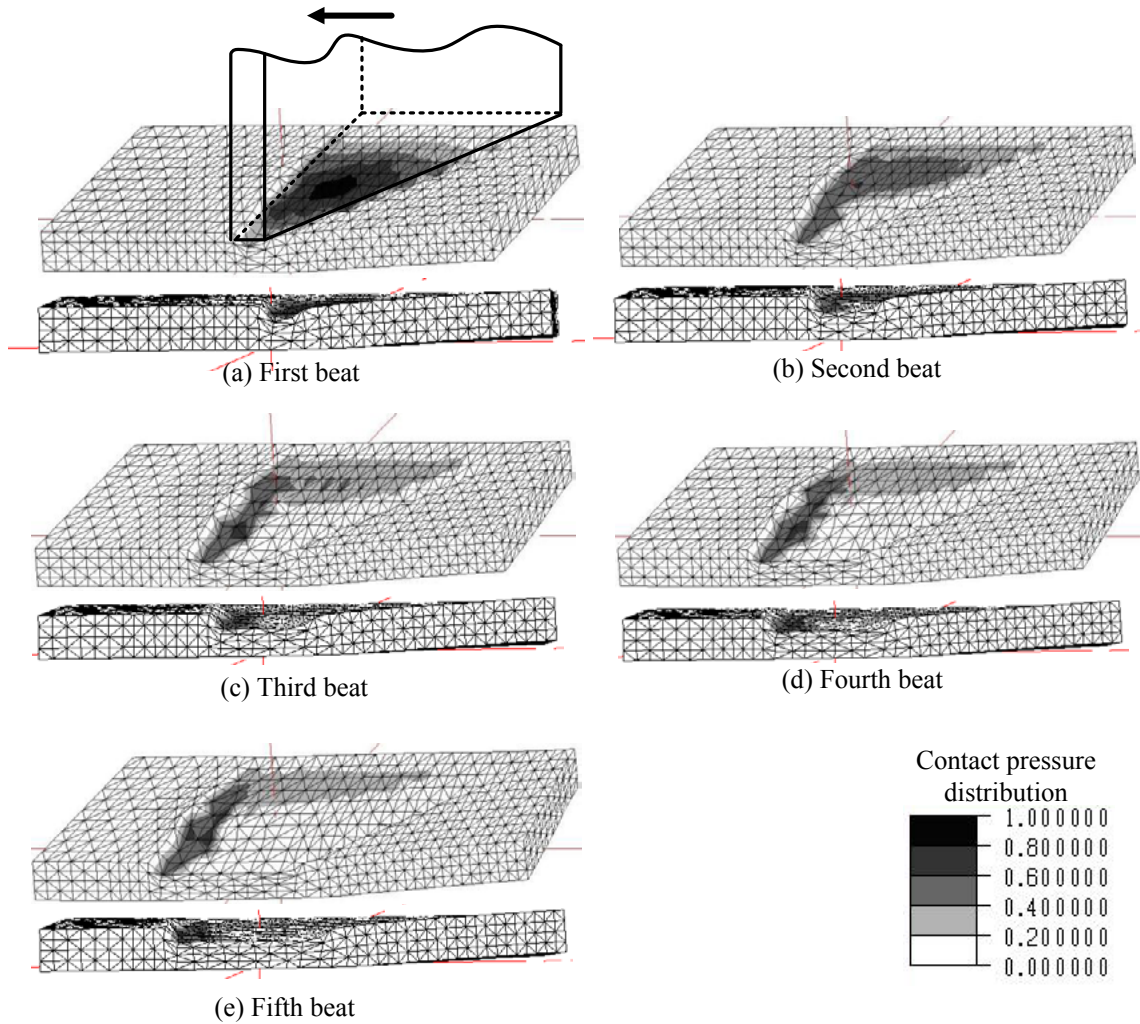 (a) First beat
(b) Second beat
(c) Third beat
(d) Fourth beat
(e) Fifth beat
Contact pressure
distribution
1.000000
0.800000
0.600000
0.400000
0.200000
0.000000